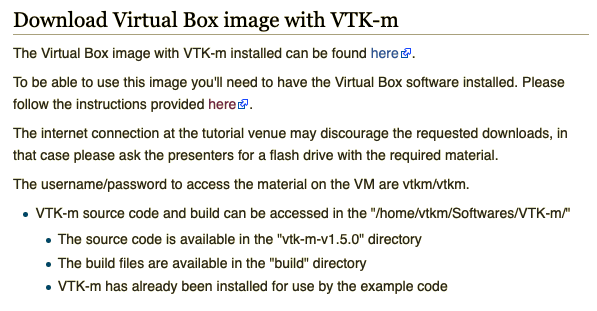 Download Virtual Box image with VTK-m
The Virtual Box image with VTK-m installed can be found here.
To be able to use this image you'll need to have the Virtual Box software installed. Please
follow the instructions provided here.
The internet connection at the tutorial venue may discourage the requested downloads, in
that case please ask the presenters for a flash drive with the required material.
The username/password to access the material on the VM are vtkm/vtkm.
• VTK-m source code and build can be accessed in the "/home/vtkm/Softwares/VTK-m/"
• The source code is available in the "vtk-m-v1.5.0" directory
• The build files are available in the "build" directory
• VTK-m has already been installed for use by the example code